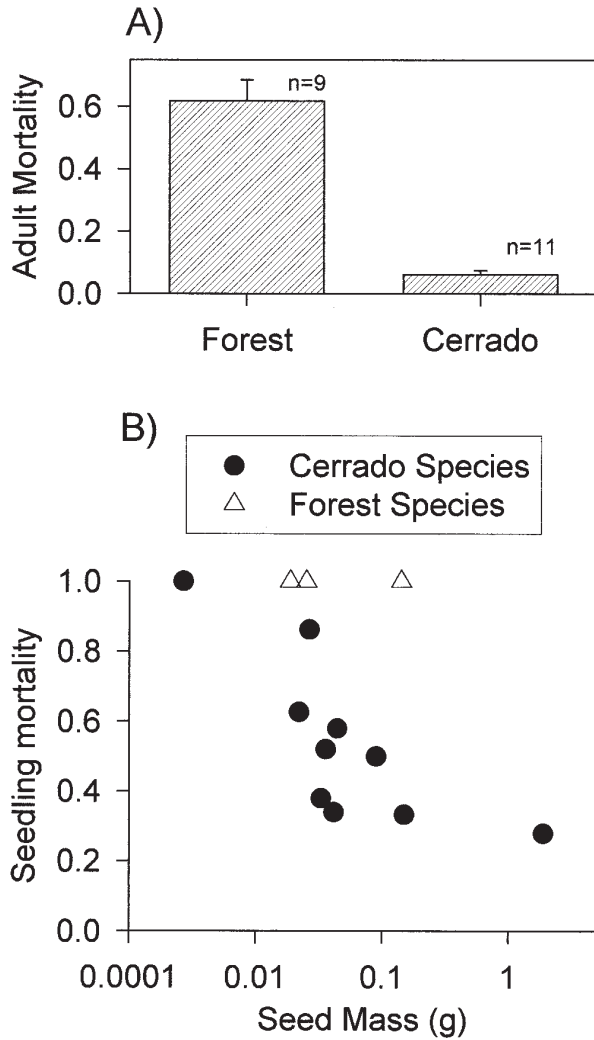 A)
Adult Mortality
0.6
0.4
0.2
0.0
n=9
n=11
Forest
Cerrado
B)
Cerrado Species
Forest Species
Seedling mortality
1.0
0.8
0.6
0.4
0.2
0.0
0.0001
0.01
0.1
1
Seed Mass (g)